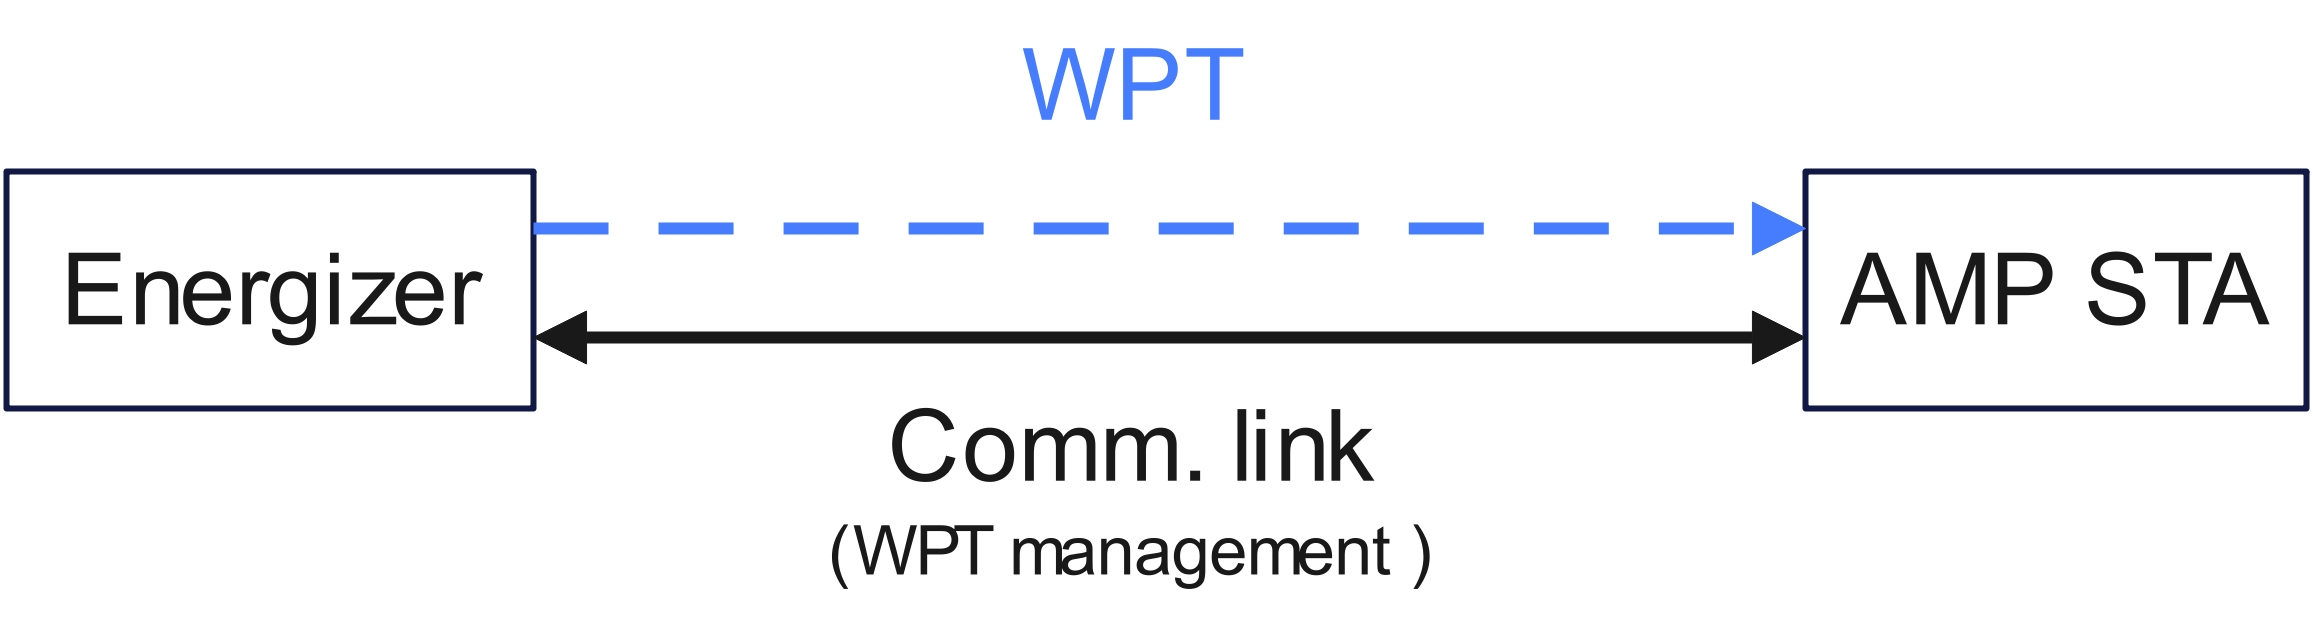 WPT
Energizer
AMP STA
Comm. link
(WPT management )